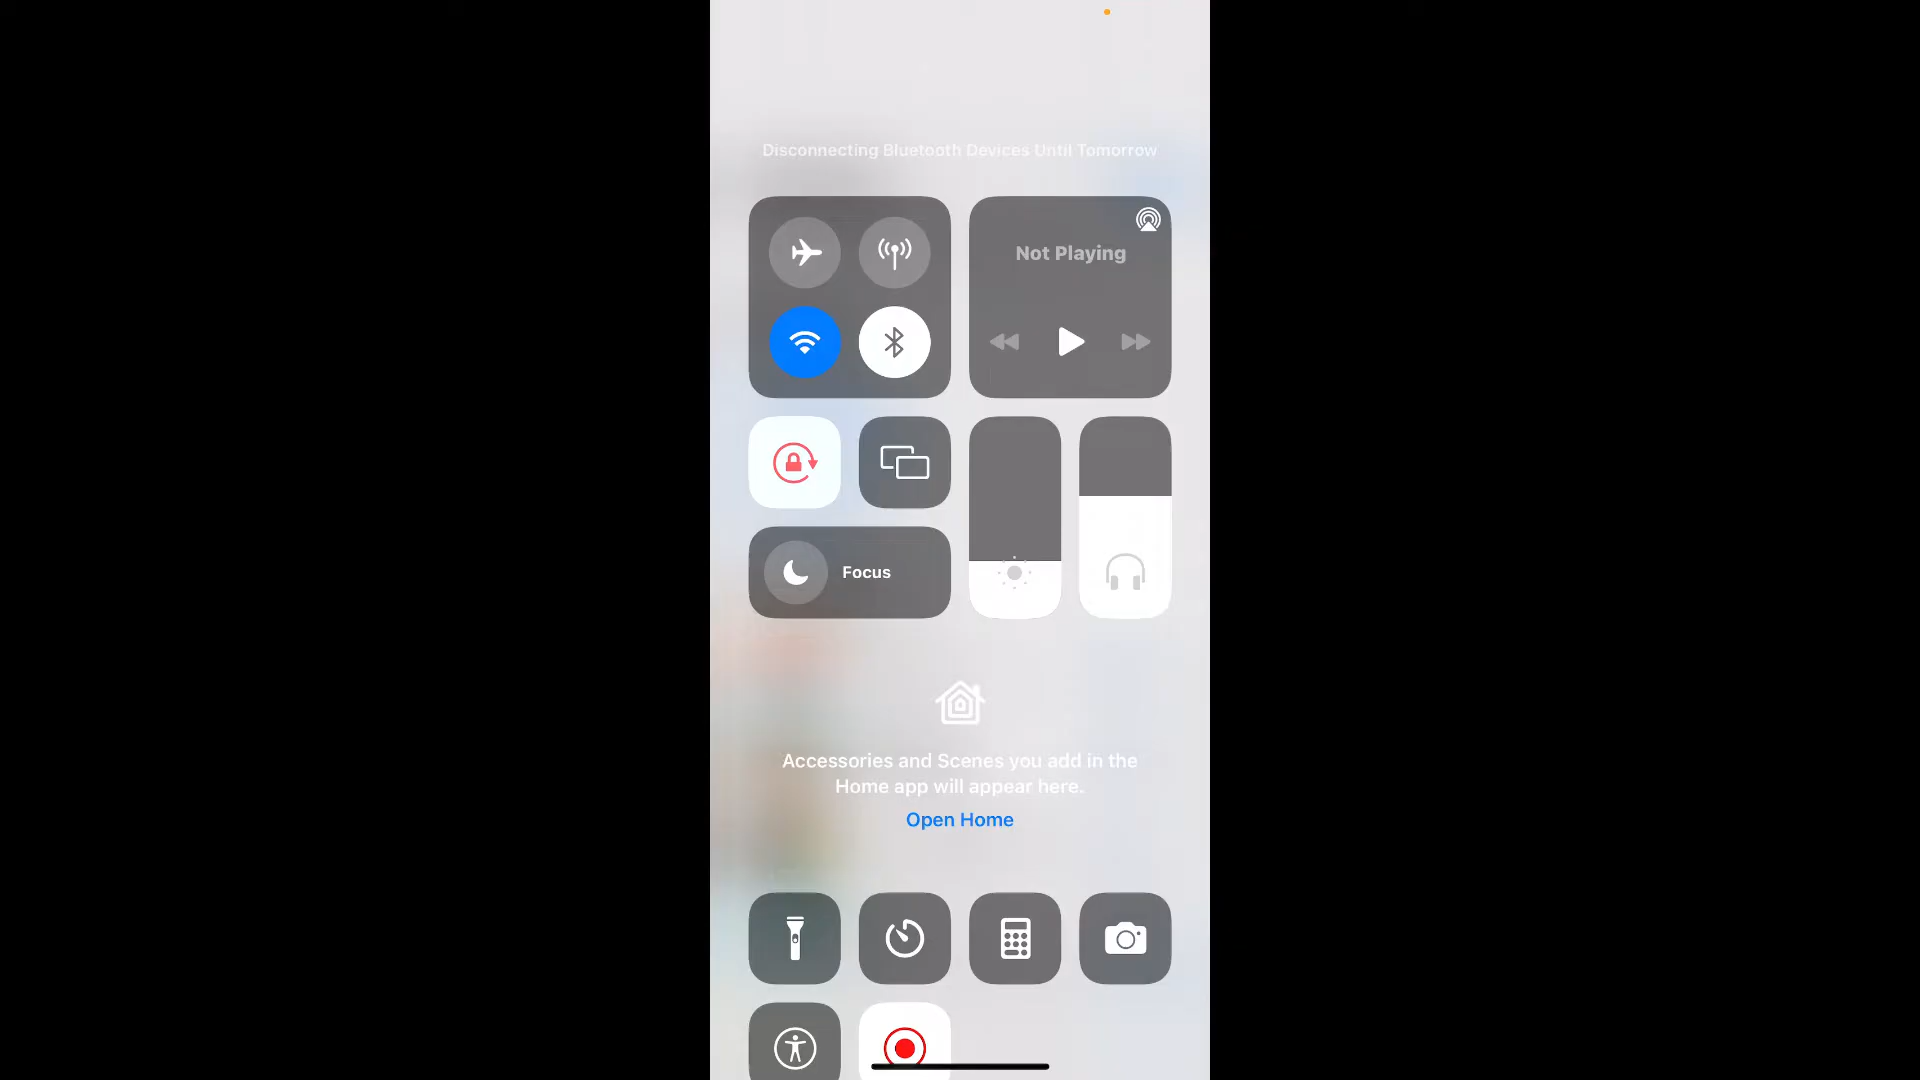 Disconnecting Bluetooth Devices Until Tomorrow
Not Playing
Focus
Accessories and Scenes you add in the
Home app will appear here.
Open Home